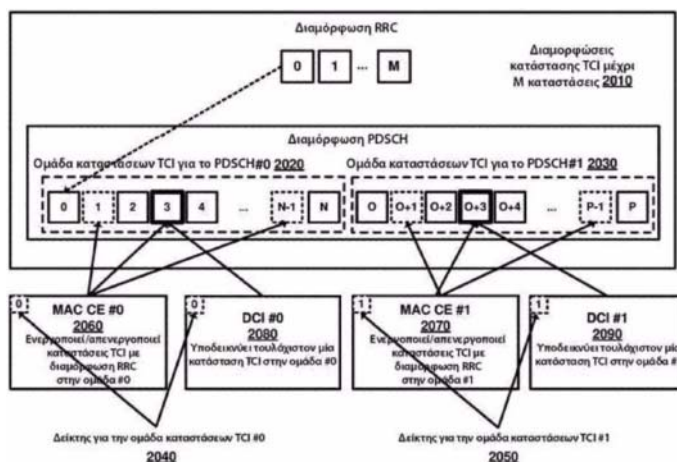 Διαμόρφωση RRC
0 1 ... M
Διαμορφώσεις
κατάστασης TCI μέχρι
Μ καταστάσεις 2010
Διαμόρφωση PDSCH
Ομάδα καταστάσεων TCI για το PDSCH#0 2020
Ομάδα καταστάσεων TCI για το PDSCH#1 2030
0 1 2 3 4 ... N-1 N
O O+1 O+2 O+3 O+4 ... P-1 P
0
MAC CE #0
2060
Ενεργοποιεί/απενεργοποιεί
καταστάσεις TCI με
διαμόρφωση RRC
στην ομάδα #0
0
DCI #0
2080
Υποδεικνύει τουλάχιστον μία
κατάσταση TCI στην ομάδα #0
1
MAC CE #1
2070
Ενεργοποιεί/απενεργοποιεί
καταστάσεις TCI με
διαμόρφωση RRC
στην ομάδα #1
1
DCI #1
2090
Υποδεικνύει τουλάχιστον μία
κατάσταση TCI στην ομάδα #
Δείκτης για την ομάδα καταστάσεων TCI #0
2040
Δείκτης για την ομάδα καταστάσεων TCI #1
2050